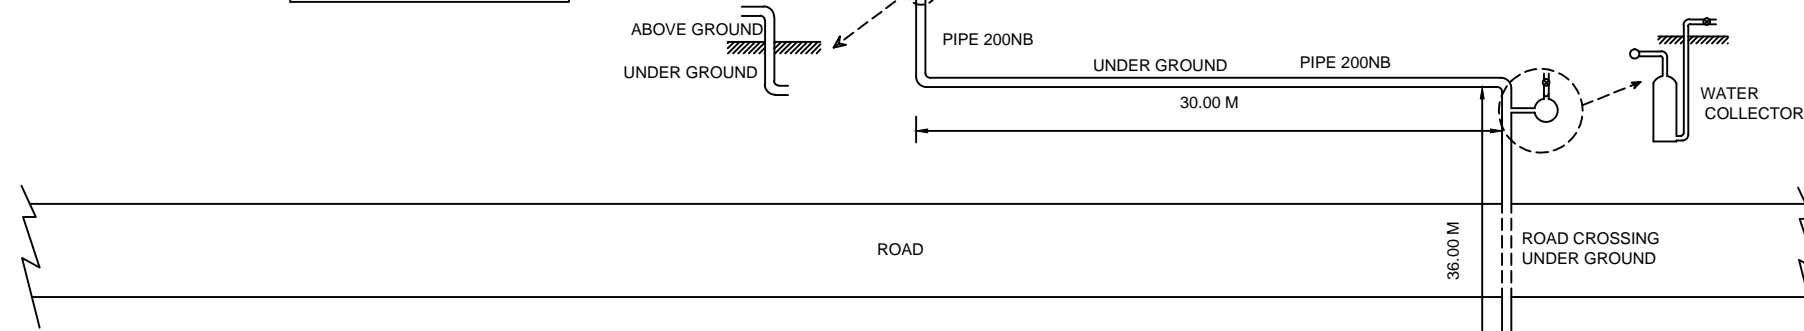 ABOVE GROUND
UNDER GROUND
PIPE 200NB
UNDER GROUND
PIPE 200NB
30.00 M
WATER
COLLECTOR
ROAD
36.00 M
ROAD CROSSING
UNDER GROUND